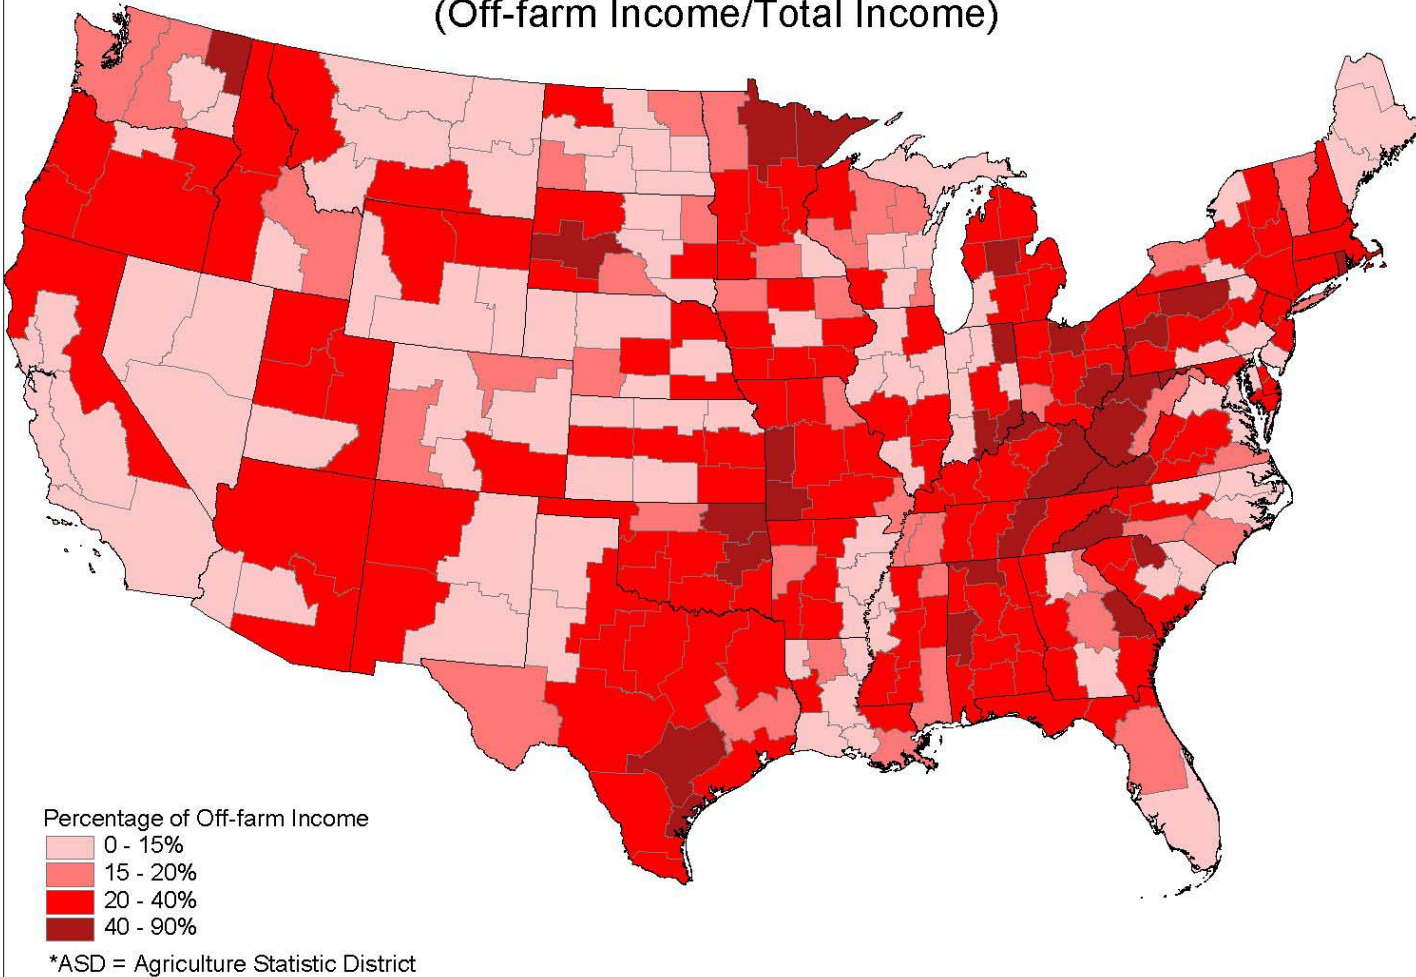 (Off-farm Income/Total Income)
Percentage of Off-farm Income
0 - 15%
15 - 20%
20 - 40%
40 - 90%
*ASD = Agriculture Statistic District